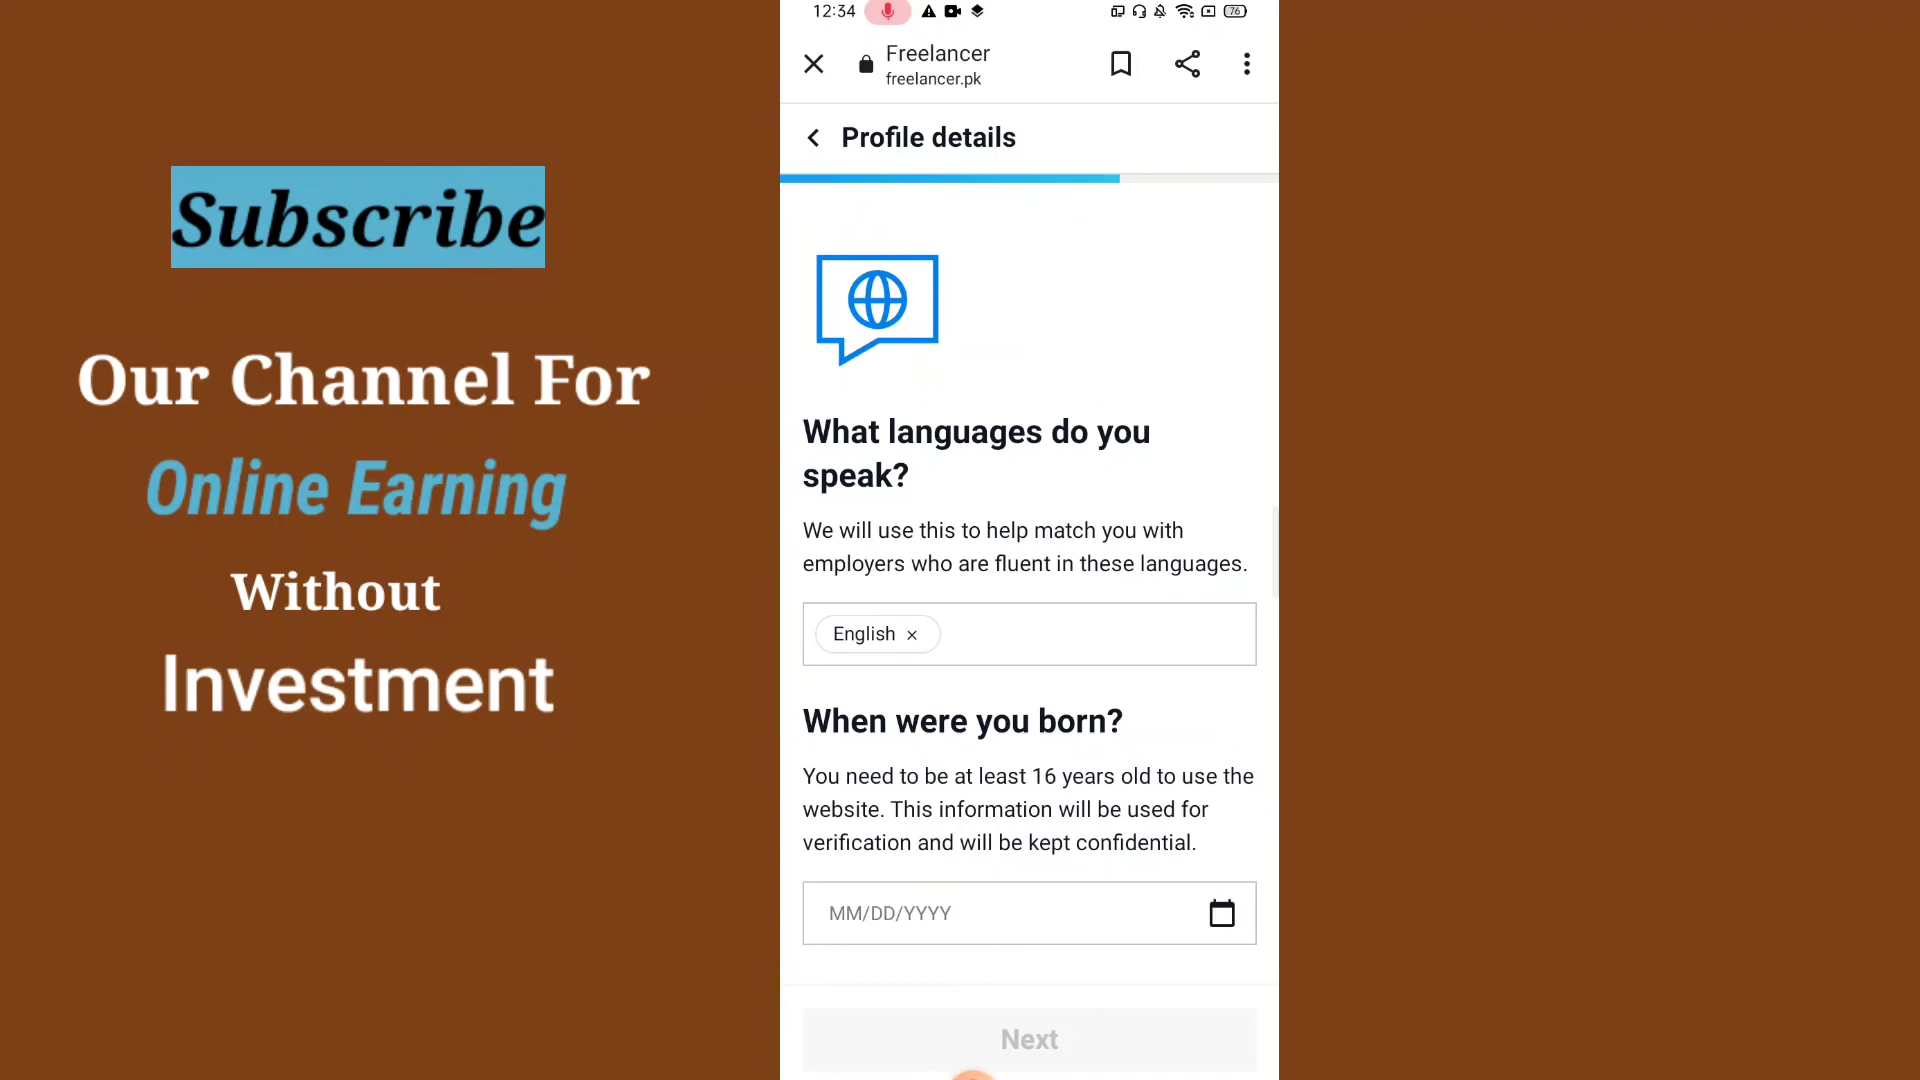 Subscribe
Our Channel For
Online Earning
Without
Investment
12:34
76
Freelancer
freelancer.pk
Profile details
What languages do you
speak?
We will use this to help match you with
employers who are fluent in these languages.
English ×
When were you born?
You need to be at least 16 years old to use the
website. This information will be used for
verification and will be kept confidential.
MM/DD/YYYY
Next